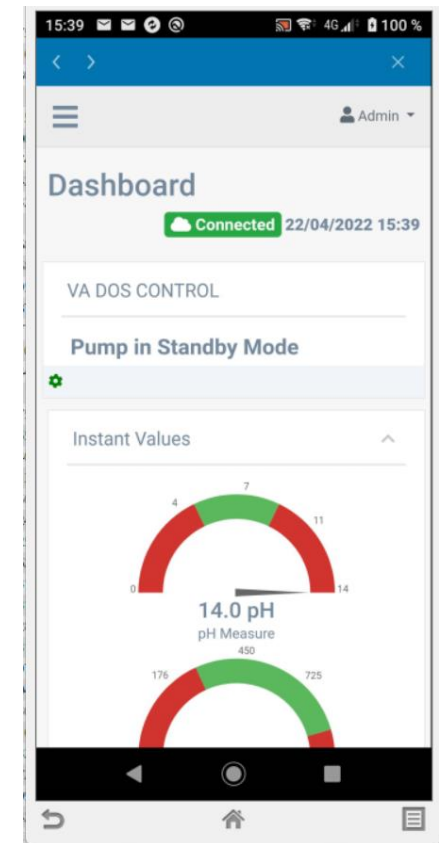 15:39 4G 100 %
Admin
Dashboard
Connected 22/04/2022 15:39
VA DOS CONTROL
Pump in Standby Mode
Instant Values
7
4 11
0 14
14.0 pH
pH Measure
450
176 725